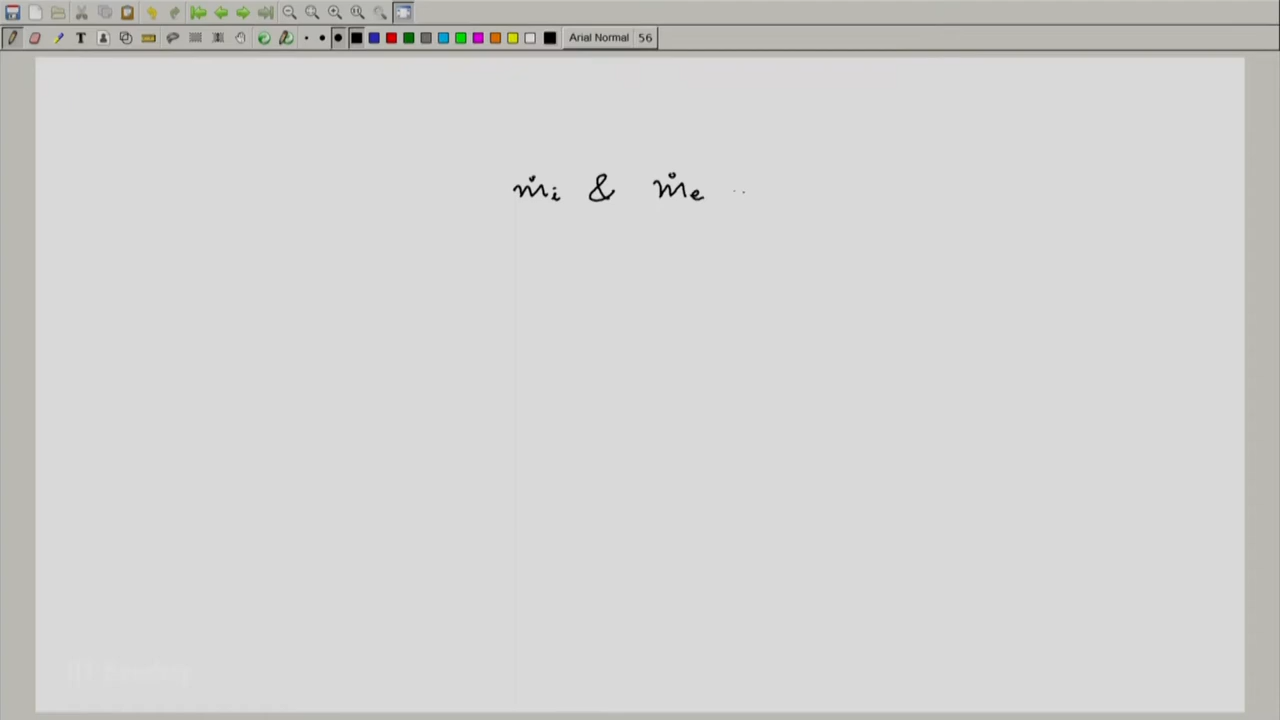 Arial Normal 56
ṁᵢ & ṁₑ ..